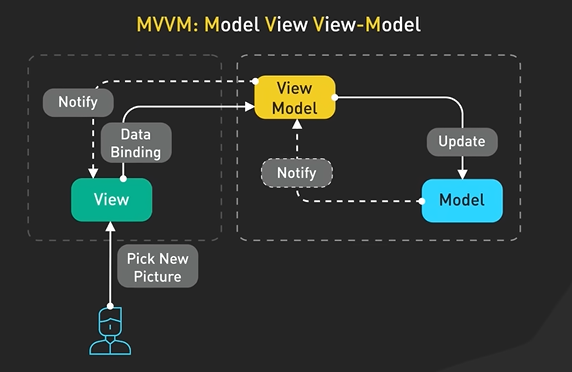 MVVM: Model View View-Model
Notify
View
Model
Data
Binding
Update
Notify
View
Model
Pick New
Picture